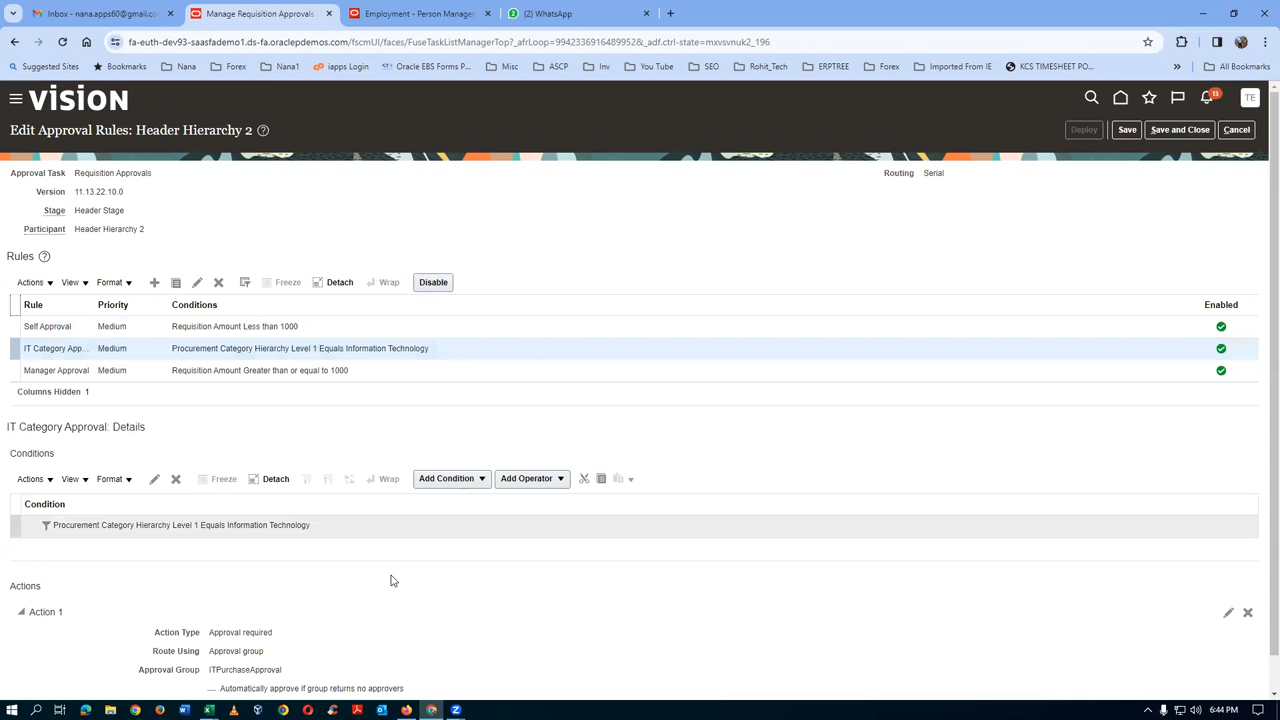 Inbox - nana.apps60@gmail.co
Manage Requisition Approvals
Employment - Person Manager
(2) WhatsApp
fa-euth-dev93-saasfademo1.ds-fa.oraclepdemos.com/fscmUI/faces/FuseTaskListManagerTop?_afrLoop=99423369164899528&_adf.ctrl-state=mxvsvnuk2_196
Suggested Sites
Bookmarks
Nana
Forex
Nana1
iapps Login
Oracle EBS Forms P...
Misc
ASCP
Inv
You Tube
SEO
Rohit_Tech
ERPTREE
Forex
Imported From IE
KCS TIMESHEET PO...
All Bookmarks
VISION
13
TE
Edit Approval Rules: Header Hierarchy 2
Deploy
Save
Save and Close
Cancel
Approval Task Requisition Approvals
Routing Serial
Version 11.13.22.10.0
Stage Header Stage
Participant Header Hierarchy 2
Rules
Actions View Format Freeze Detach Wrap Disable
Rule Priority Conditions Enabled
Self Approval Medium Requisition Amount Less than 1000
IT Category App... Medium Procurement Category Hierarchy Level 1 Equals Information Technology
Manager Approval Medium Requisition Amount Greater than or equal to 1000
Columns Hidden 1
IT Category Approval: Details
Conditions
Actions View Format Freeze Detach Wrap Add Condition Add Operator
Condition
Procurement Category Hierarchy Level 1 Equals Information Technology
Actions
Action 1
Action Type Approval required
Route Using Approval group
Approval Group ITPurchaseApproval
Automatically approve if group returns no approvers
6:44 PM